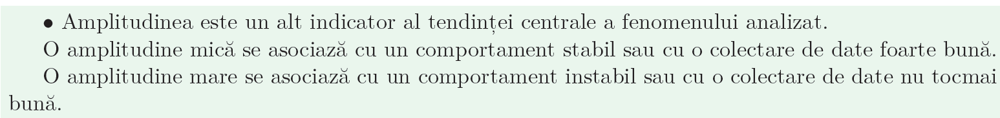 • Amplitudinea este un alt indicator al tendinței centrale a fenomenului analizat.
O amplitudine mică se asociază cu un comportament stabil sau cu o colectare de date foarte bună.
O amplitudine mare se asociază cu un comportament instabil sau cu o colectare de date nu tocmai
bună.